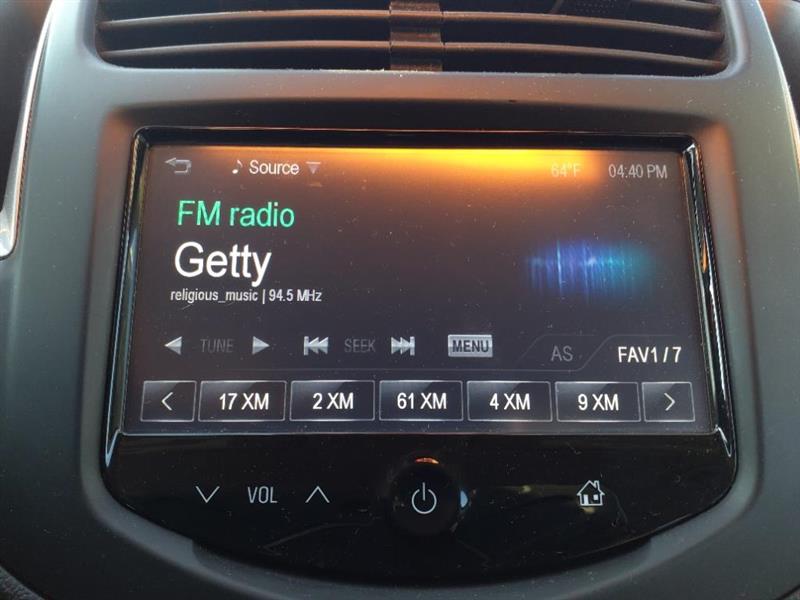 Source 64°F 04:40 PM
FM radio
Getty
religious_music | 94.5 MHz
TUNE SEEK MENU AS FAV1 / 7
17 XM 2 XM 61 XM 4 XM 9 XM
VOL